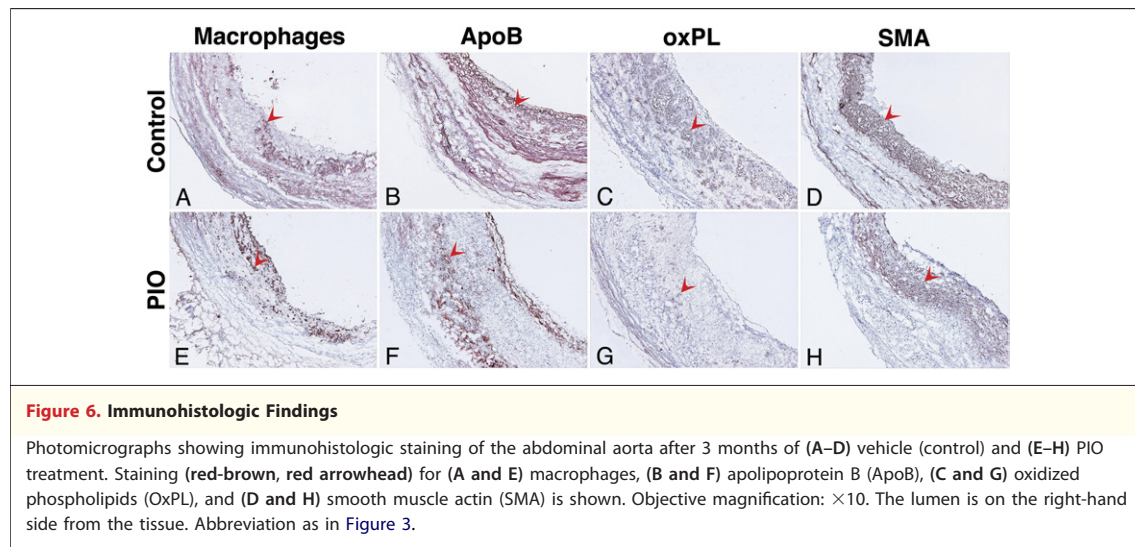 Macrophages ApoB oxPL SMA
Control
A B C D
PIO
E F G H
Figure 6. Immunohistologic Findings
Photomicrographs showing immunohistologic staining of the abdominal aorta after 3 months of (A–D) vehicle (control) and (E–H) PIO
treatment. Staining (red-brown, red arrowhead) for (A and E) macrophages, (B and F) apolipoprotein B (ApoB), (C and G) oxidized
phospholipids (OxPL), and (D and H) smooth muscle actin (SMA) is shown. Objective magnification: ×10. The lumen is on the right-hand
side from the tissue. Abbreviation as in Figure 3.